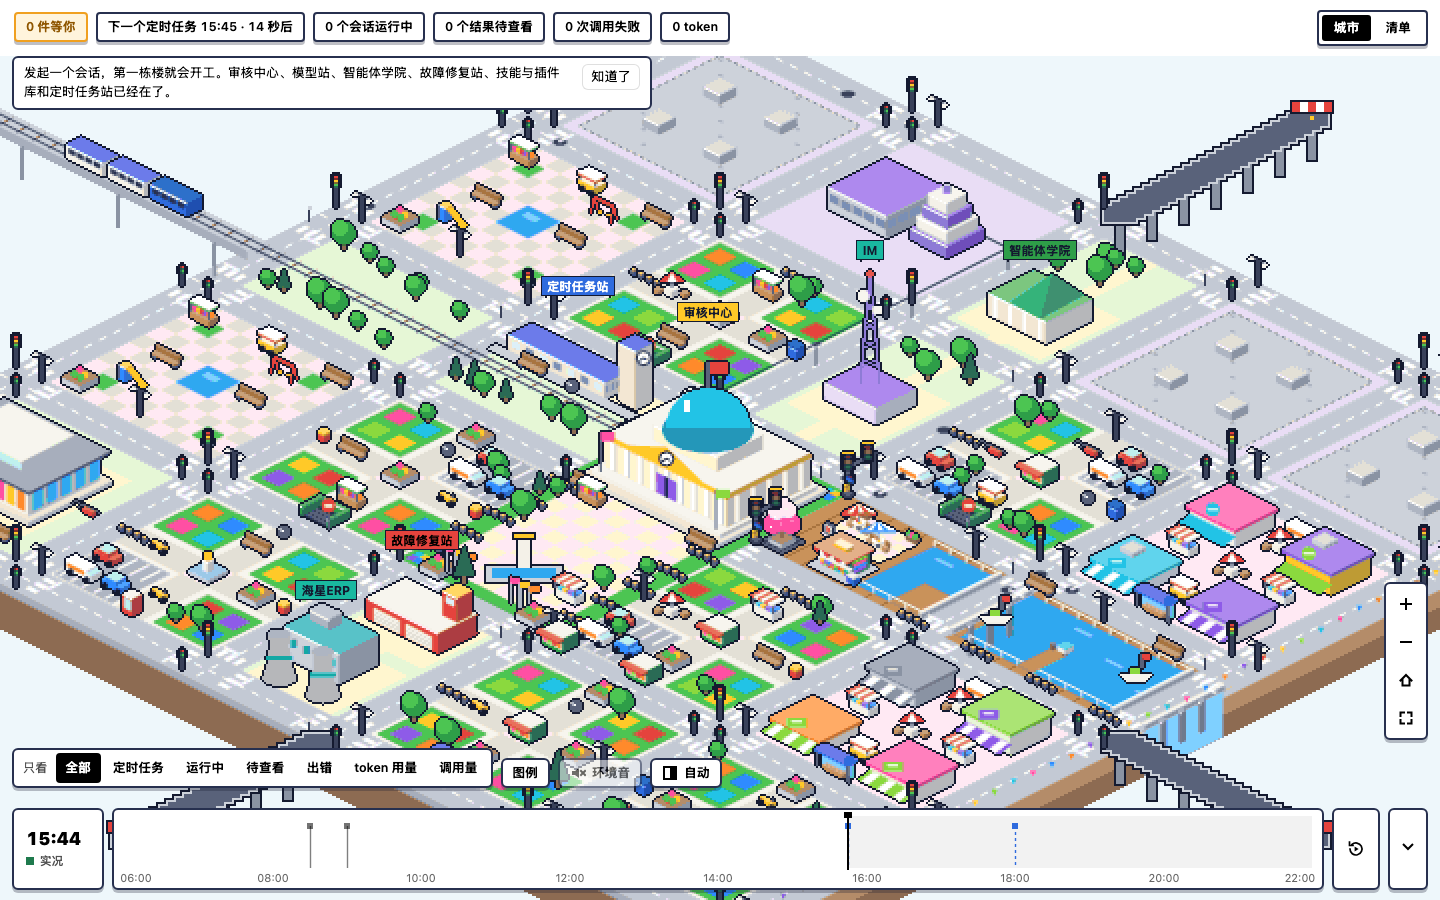 0 件等你
下一个定时任务 15:45 · 14 秒后
0 个会话运行中
0 个结果待查看
0 次调用失败
0 token
城市
清单
发起一个会话，第一栋楼就会开工。审核中心、模型站、智能体学院、故障修复站、技能与插件
库和定时任务站已经在了。
知道了
IM
智能体学院
定时任务站
审核中心
故障修复站
海星ERP
只看
全部
定时任务
运行中
待查看
出错
token 用量
调用量
图例
环境音
自动
15:44
实况
06:00
08:00
10:00
12:00
14:00
16:00
18:00
20:00
22:00